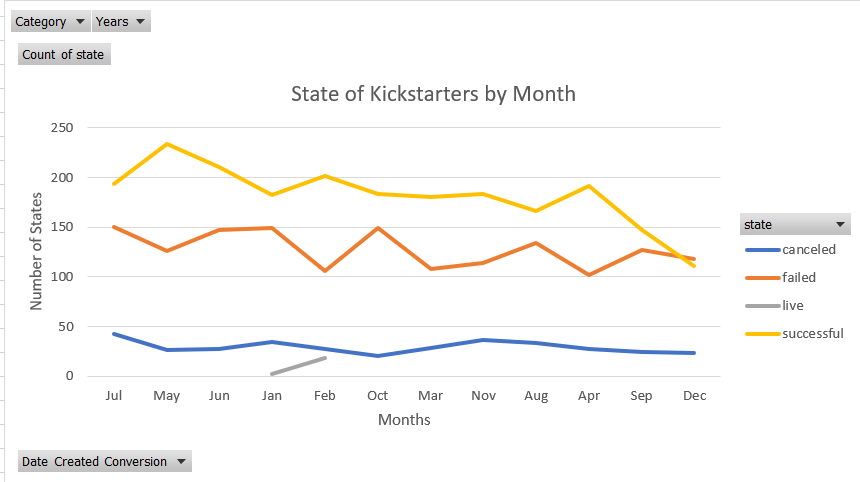 Category Years
Count of state
State of Kickstarters by Month
Number of States
250
200
150
100
50
0
Jul May Jun Jan Feb Oct Mar Nov Aug Apr Sep Dec
Months
state
canceled
failed
live
successful
Date Created Conversion